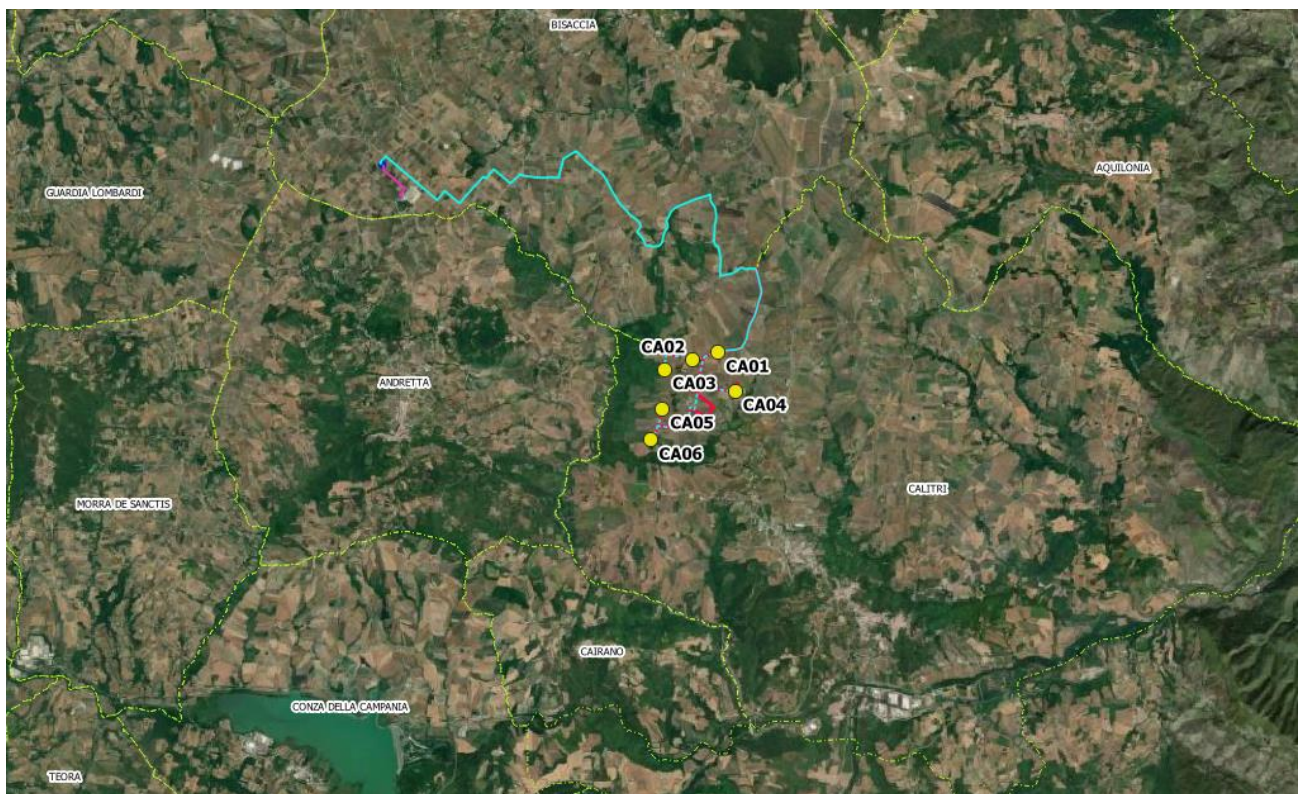 BISACCIA
AQUILONIA
GUARDIA LOMBARDI
CA02
CA01
CA03
CA04
ANDRETTA
CA05
CA06
CALITRI
MORRA DE SANCTIS
CAIRANO
CONZA DELLA CAMPANIA
TEORA